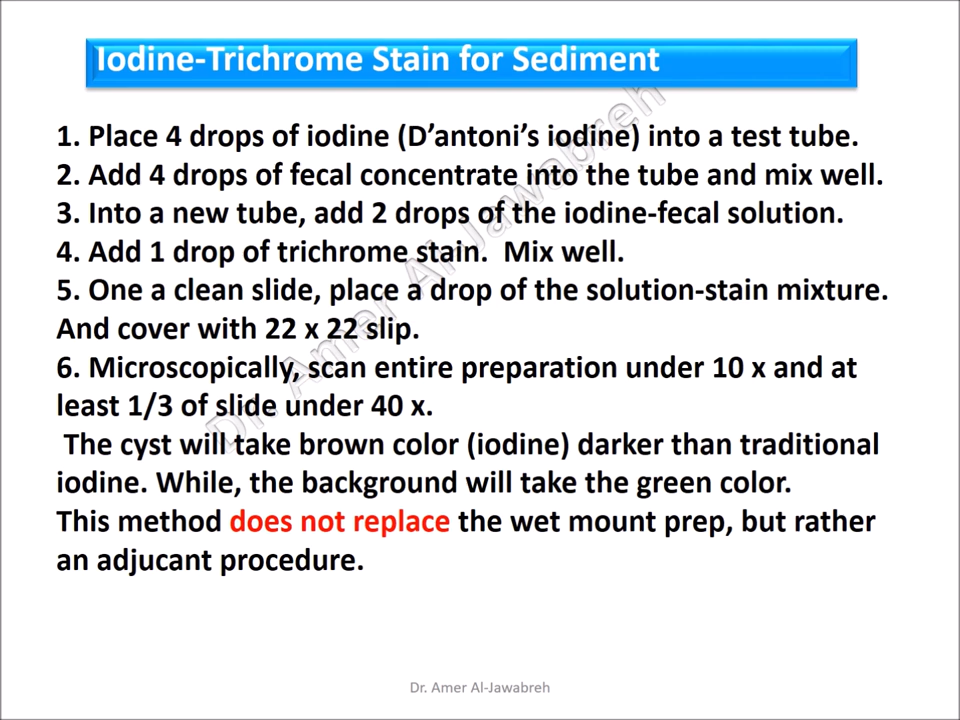 Iodine-Trichrome Stain for Sediment
1. Place 4 drops of iodine (D’antoni’s iodine) into a test tube.
2. Add 4 drops of fecal concentrate into the tube and mix well.
3. Into a new tube, add 2 drops of the iodine-fecal solution.
4. Add 1 drop of trichrome stain.  Mix well.
5. One a clean slide, place a drop of the solution-stain mixture.
And cover with 22 x 22 slip.
6. Microscopically, scan entire preparation under 10 x and at
least 1/3 of slide under 40 x.
The cyst will take brown color (iodine) darker than traditional
iodine. While, the background will take the green color.
This method does not replace the wet mount prep, but rather
an adjucant procedure.
Dr. Amer Al-Jawabreh
Dr. Amer Al-Jawabreh